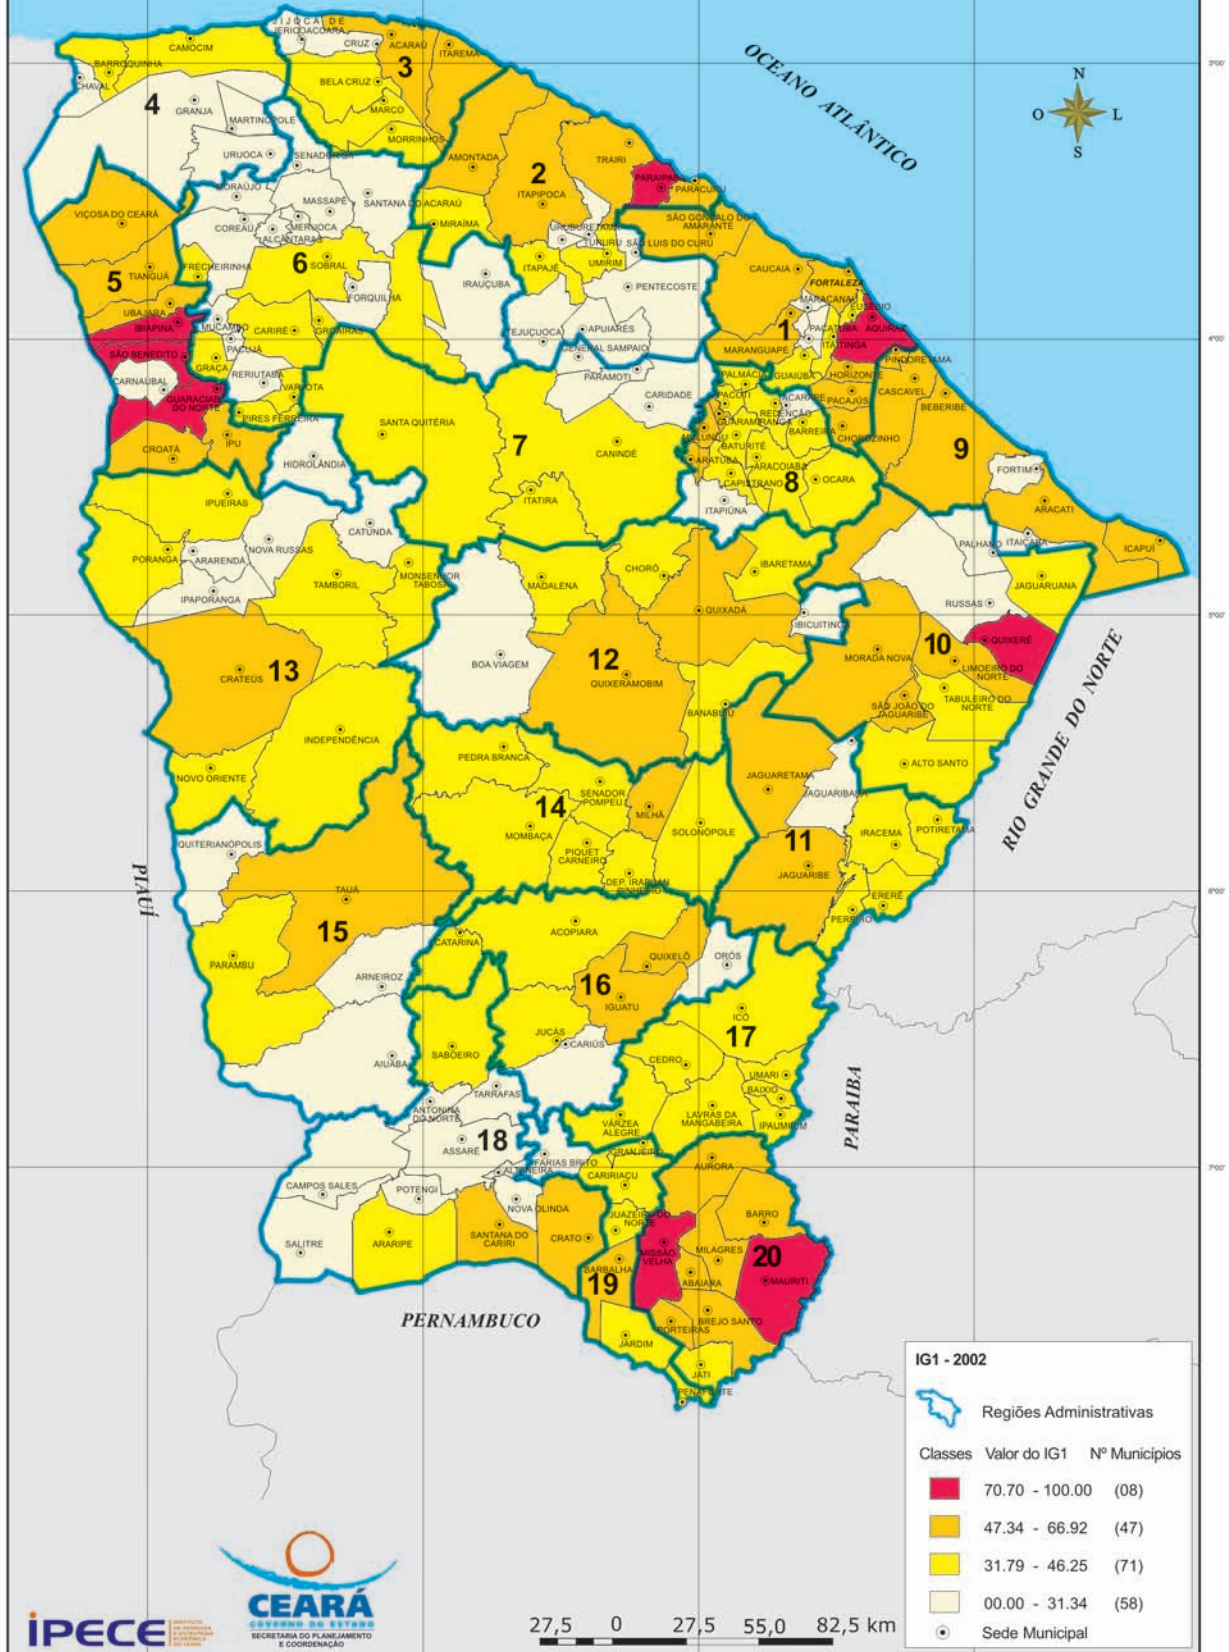 JIJOCA DE
JERICOACOARA
CRUZ
ACARAÚ
ITAREMA
CAMOCIM
BARROQUINHA
CHAVAL
3
BELA CRUZ
MARCO
MORRINHOS
4
GRANJA
MARTINÓPOLE
URUOCA
OCEANO ATLÂNTICO
N
O
L
S
3°00'
AMONTADA
2
ITAPIPOCA
TRAIRI
PARAIPABA
PARACURU
MORAÚJO
MASSAPÊ
SANTANA DO ACARAÚ
MIRAÍMA
VIÇOSA DO CEARÁ
COREAÚ
MERUOCA
ALCÂNTARAS
URUBURETAMA
TURURU
SÃO LUIS DO CURÚ
SÃO GONÇALO DO
AMARANTE
6
SOBRAL
FRECHEIRINHA
5
TIANGUÁ
FORQUILHA
IRAUÇUBA
ITAPAJÉ
UMIRIM
PENTECOSTE
CAUCAIA
FORTALEZA
UBAJARA
IBIAPINA
MUCAMBO
CARIRÉ
GROAÍRAS
PACUJÁ
TEJUÇUOCA
APUIARÉS
GENERAL SAMPAIO
MARACANAÚ
EUSÉBIO
1
PACATUBA
AQUIRAZ
ITAITINGA
MARANGUAPE
4°00'
SÃO BENEDITO
GRAÇA
CARNAUBAL
RERIUTABA
VARJOTA
GUARACIABA
DO NORTE
PIRES FERREIRA
PARAMOTI
CARIDADE
PALMÁCIA
GUAIÚBA
PINDORETAMA
HORIZONTE
CASCAVEL
PACOTI
ACARAPE
REDENÇÃO
PACAJÚS
BEBERIBE
GUARAMIRANGA
BARREIRA
CHOROZINHO
MULUNGU
BATURITÉ
ARATUBA
ARACOIABA
CAPISTRANO
8
OCARA
ITAPIÚNA
9
FORTIM
ARACATI
ICAPUÍ
CROATÁ
IPU
HIDROLÂNDIA
SANTA QUITÉRIA
7
CANINDÉ
ITATIRA
IPUEIRAS
CATUNDA
NOVA RUSSAS
PORANGA
ARARENDÁ
IPAPORANGA
TAMBORIL
MONSENHOR
TABOSA
MADALENA
CHORÓ
IBARETAMA
PALHANO
ITAIÇABA
JAGUARUANA
RUSSAS
5°00'
QUIXADÁ
IBICUITINGA
QUIXERÉ
BOA VIAGEM
12
QUIXERAMOBIM
MORADA NOVA
10
LIMOEIRO DO
NORTE
TABULEIRO DO
NORTE
SÃO JOÃO DO
JAGUARIBE
RIO GRANDE DO NORTE
CRATEÚS
13
INDEPENDÊNCIA
NOVO ORIENTE
BANABUIÚ
PEDRA BRANCA
ALTO SANTO
SENADOR
POMPEU
14
MOMBAÇA
MILHÃ
SOLONÓPOLE
PIQUET
CARNEIRO
JAGUARETAMA
JAGUARIBARA
IRACEMA
POTIRETAMA
11
JAGUARIBE
QUITERIANÓPOLIS
PIAUÍ
TAUÁ
15
PARAMBU
ARNEIROZ
AIUABA
ERERÊ
PEREIRO
6°00'
CATARINA
ACOPIARA
QUIXELÔ
ORÓS
16
IGUATU
ICÓ
17
JUCÁS
CARIÚS
SABOEIRO
CEDRO
UMARI
BAIXIO
IPAUMIRIM
LAVRAS DA
MANGABEIRA
VÁRZEA
ALEGRE
PARAIBA
TARRAFAS
ANTONINA
DO NORTE
ASSARÉ
18
ALTANEIRA
FARIAS BRITO
GRANJEIRO
CARIRIAÇU
AURORA
7°00'
CAMPOS SALES
POTENGI
NOVA OLINDA
SALITRE
ARARIPE
SANTANA DO
CARIRI
CRATO
JUAZEIRO DO
NORTE
BARRO
MISSÃO
VELHA
MILAGRES
20
MAURITI
BARBALHA
19
ABAIARA
BREJO SANTO
PORTEIRAS
JARDIM
JATI
PENAFORTE
PERNAMBUCO
IG1 - 2002
Regiões Administrativas
Classes Valor do IG1 Nº Municípios
70.70 - 100.00 (08)
47.34 - 66.92 (47)
31.79 - 46.25 (71)
00.00 - 31.34 (58)
Sede Municipal
iPECE
CEARÁ
GOVERNO DO ESTADO
SECRETARIA DO PLANEJAMENTO
E COORDENAÇÃO
27,5 0 27,5 55,0 82,5 km